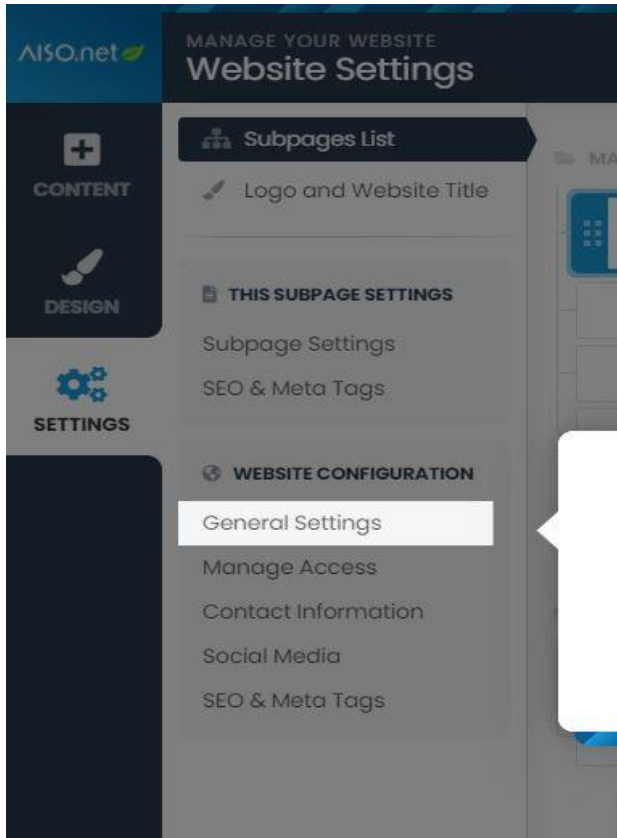 AISO.net
MANAGE YOUR WEBSITE
Website Settings
CONTENT
DESIGN
SETTINGS
Subpages List
Logo and Website Title
THIS SUBPAGE SETTINGS
Subpage Settings
SEO & Meta Tags
WEBSITE CONFIGURATION
General Settings
Manage Access
Contact Information
Social Media
SEO & Meta Tags
MA